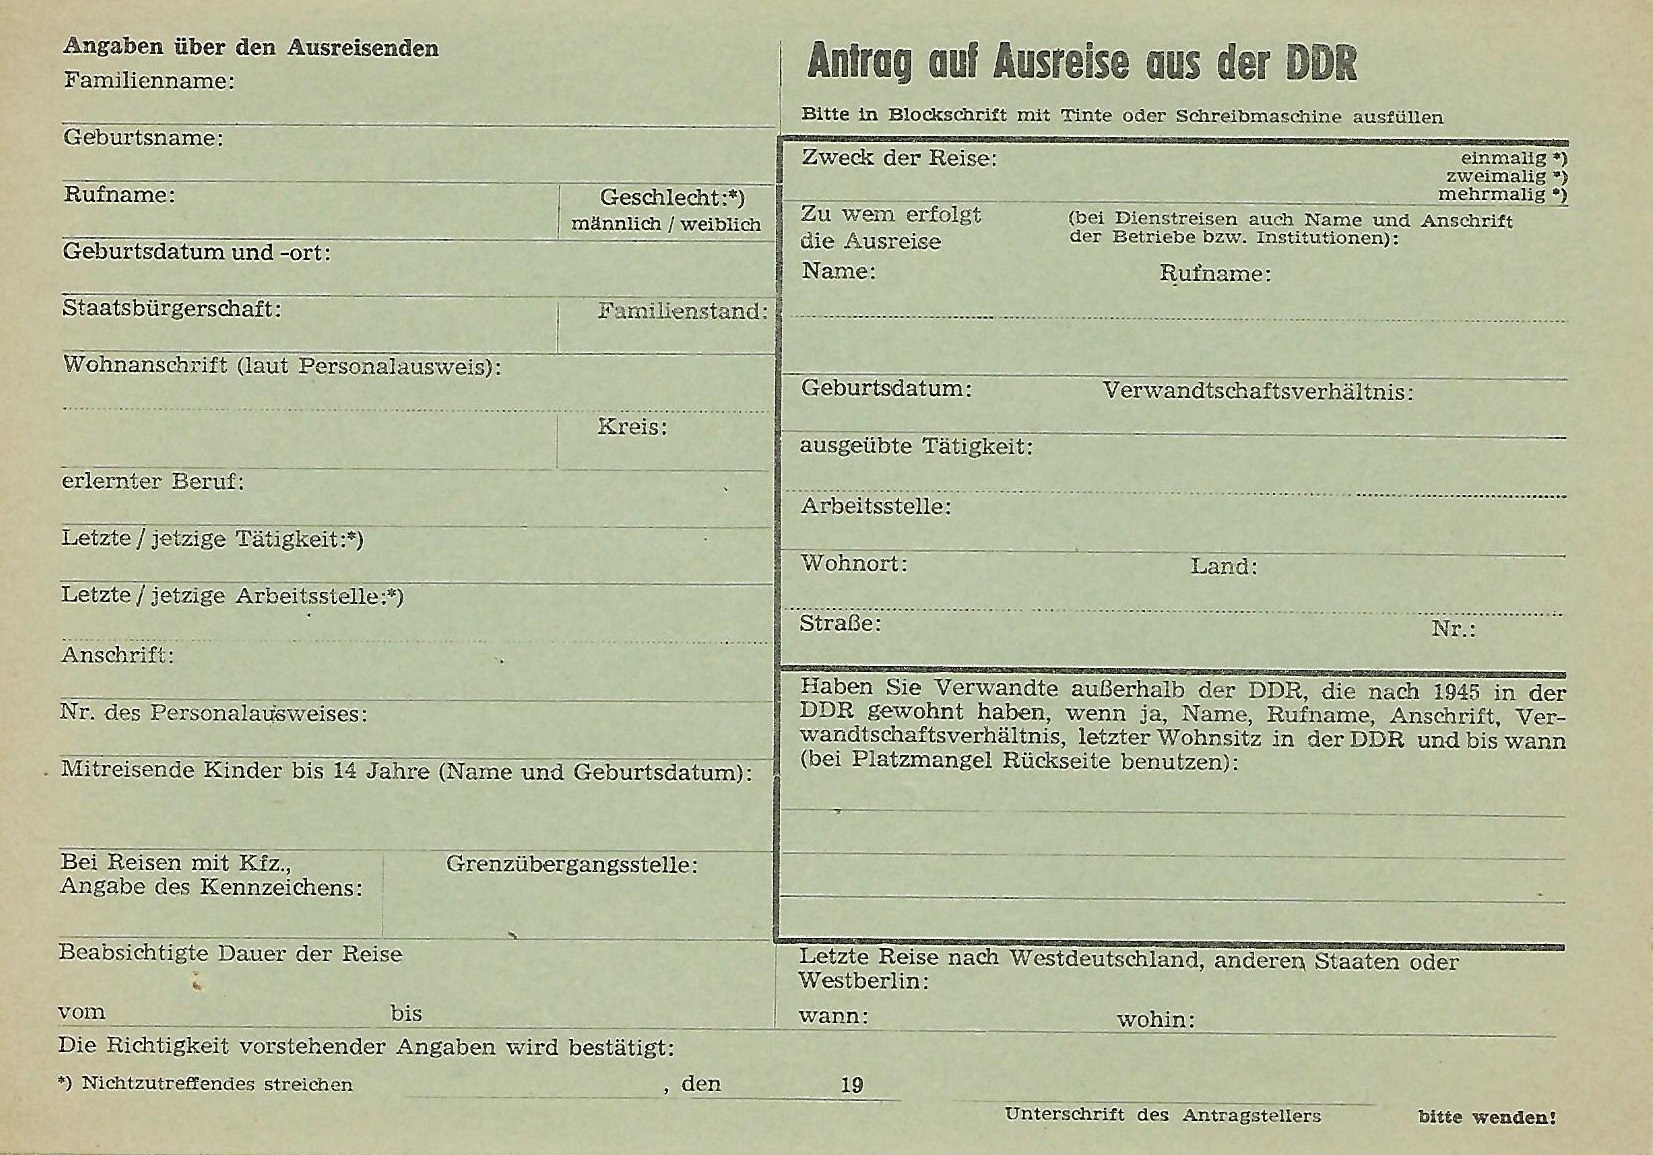 Angaben über den Ausreisenden
Familienname:
Geburtsname:
Rufname:
Geschlecht:*)
männlich / weiblich
Geburtsdatum und -ort:
Staatsbürgerschaft:
Familienstand:
Wohnanschrift (laut Personalausweis):
Kreis:
erlernter Beruf:
Letzte / jetzige Tätigkeit:*)
Letzte / jetzige Arbeitsstelle:*)
Anschrift:
Nr. des Personalausweises:
Mitreisende Kinder bis 14 Jahre (Name und Geburtsdatum):
Bei Reisen mit Kfz.,
Angabe des Kennzeichens:
Grenzübergangsstelle:
Beabsichtigte Dauer der Reise
vom bis
Antrag auf Ausreise aus der DDR
Bitte in Blockschrift mit Tinte oder Schreibmaschine ausfüllen
Zweck der Reise:
einmalig *)
zweimalig *)
mehrmalig *)
Zu wem erfolgt
die Ausreise
(bei Dienstreisen auch Name und Anschrift
der Betriebe bzw. Institutionen):
Name: Rufname:
Geburtsdatum: Verwandtschaftsverhältnis:
ausgeübte Tätigkeit:
Arbeitsstelle:
Wohnort: Land:
Straße: Nr.:
Haben Sie Verwandte außerhalb der DDR, die nach 1945 in der
DDR gewohnt haben, wenn ja, Name, Rufname, Anschrift, Ver-
wandtschaftsverhältnis, letzter Wohnsitz in der DDR und bis wann
(bei Platzmangel Rückseite benutzen):
Letzte Reise nach Westdeutschland, anderen Staaten oder
Westberlin:
wann: wohin:
Die Richtigkeit vorstehender Angaben wird bestätigt:
*) Nichtzutreffendes streichen , den 19
Unterschrift des Antragstellers bitte wenden!